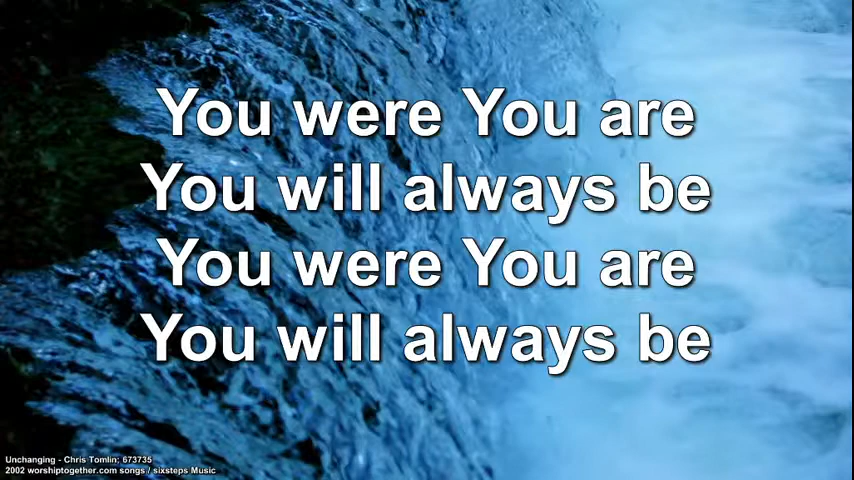 You were You are
You will always be
You were You are
You will always be
Unchanging - Chris Tomlin; 673735
2002 worshiptogether.com songs / sixsteps Music